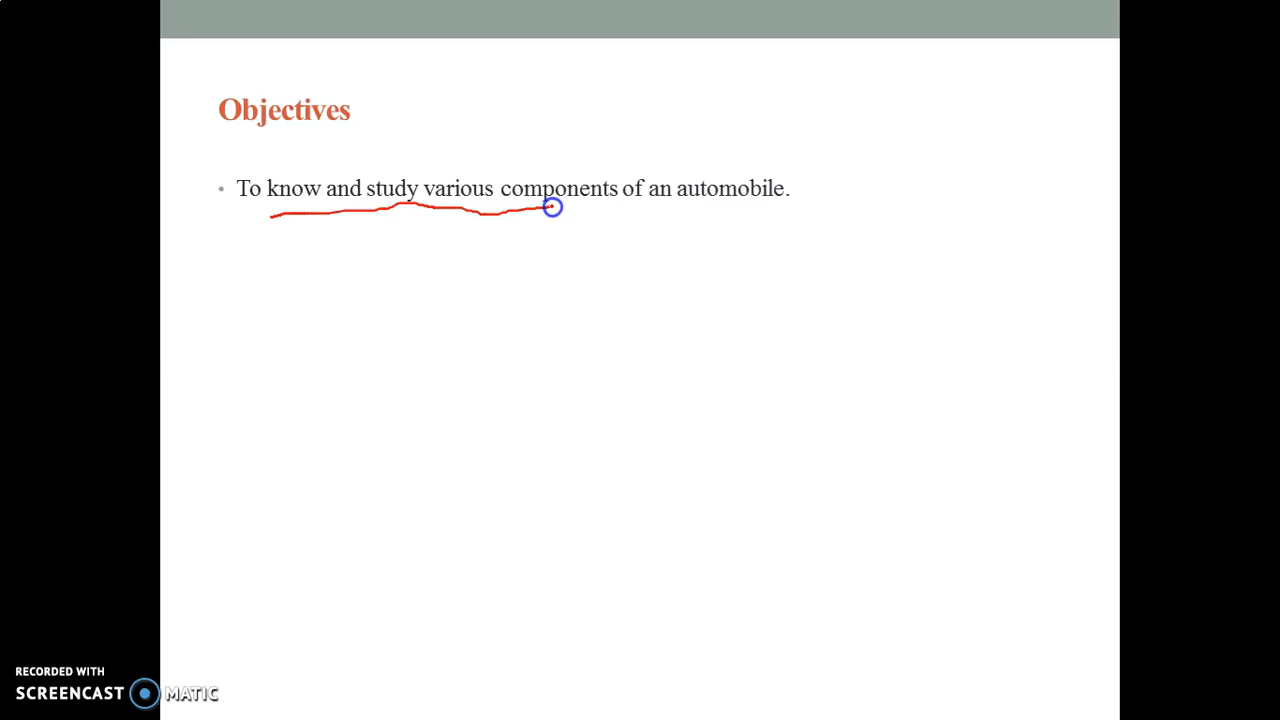 Objectives
• To know and study various components of an automobile.
RECORDED WITH
SCREENCAST MATIC